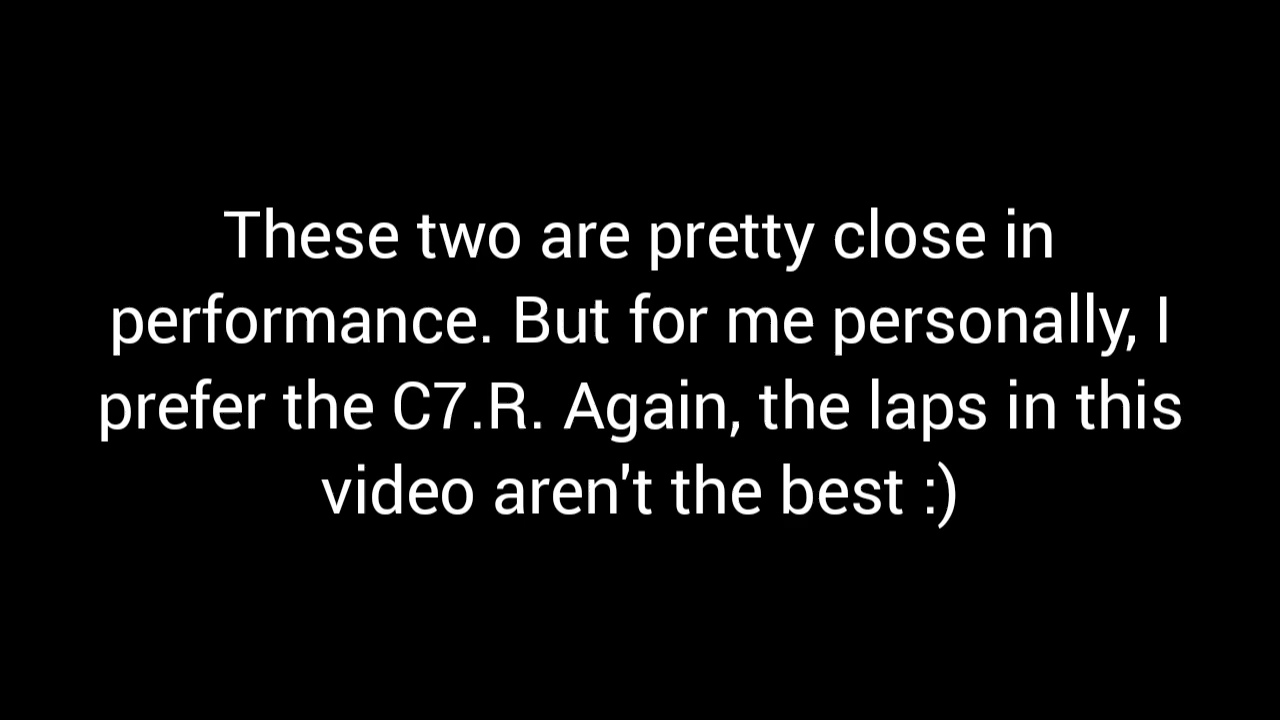 These two are pretty close in
performance. But for me personally, I
prefer the C7.R. Again, the laps in this
video aren't the best :)